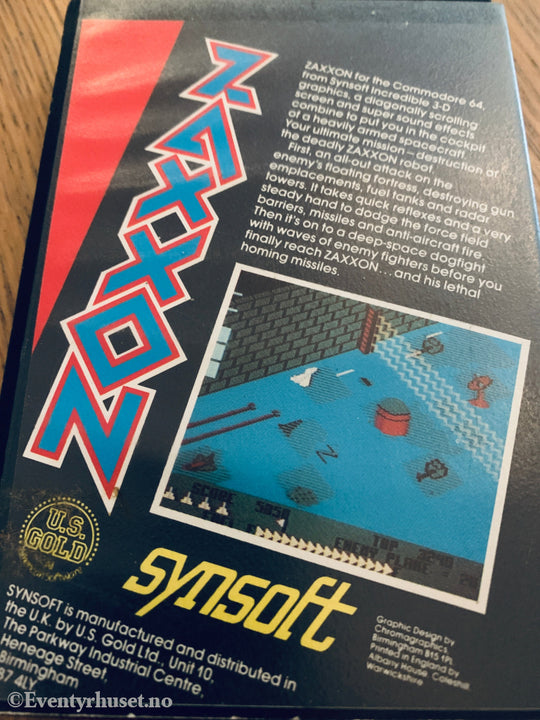 ZAXXON
ZAXXON for the Commodore 64,
from Synsoft Incredible 3-D
graphics, a diagonally scrolling
screen and super sound effects
combine to put you in the cockpit
of a heavily armed spacecraft.
Your ultimate mission—destruction of
the deadly ZAXXON robot.
First, an all-out attack on the
enemy's floating fortress, destroying gun
emplacements, fuel tanks and radar
towers. It takes quick reflexes and a very
steady hand to dodge the force field
barriers, missiles and anti-aircraft fire.
Then it's on to a deep-space dogfight
with waves of enemy fighters before you
finally reach ZAXXON...and his lethal
homing missiles.
SCORE 5050
TOP
ENEMY PLANE
U.S.
GOLD
synsoft
SYNSOFT is manufactured and distributed in
the U.K. by U.S. Gold Ltd., Unit 10,
The Parkway Industrial Centre,
Heneage Street,
Birmingham
B7 4LY
Graphic Design by
Chromagraphics
Birmingham B15 1PL
Printed in England by
Albany House Coleshill
Warwickshire
©Eventyrhuset.no